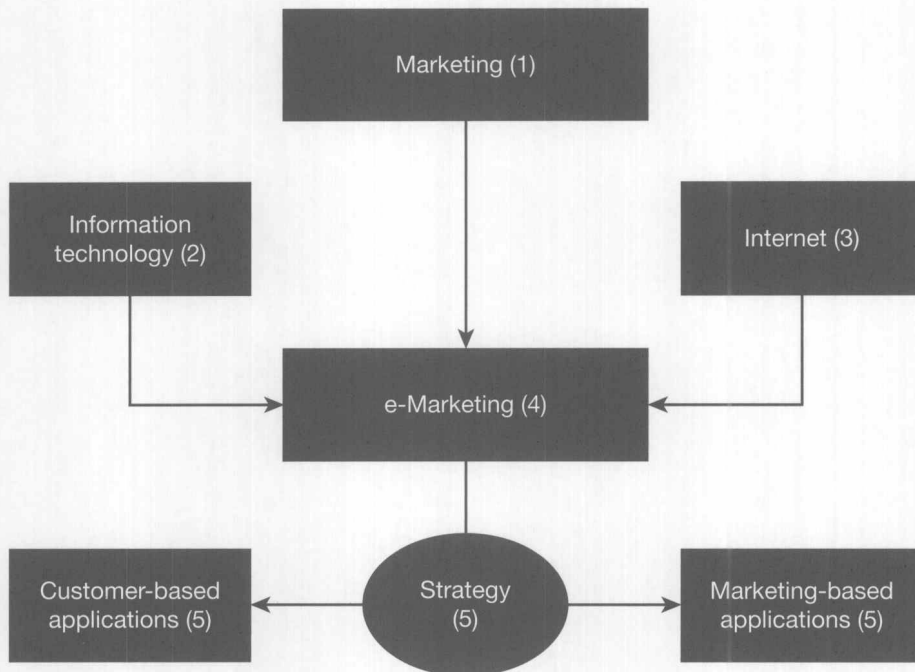 Marketing (1)
Information
technology (2)
Internet (3)
e-Marketing (4)
Customer-based
applications (5)
Strategy
(5)
Marketing-based
applications (5)